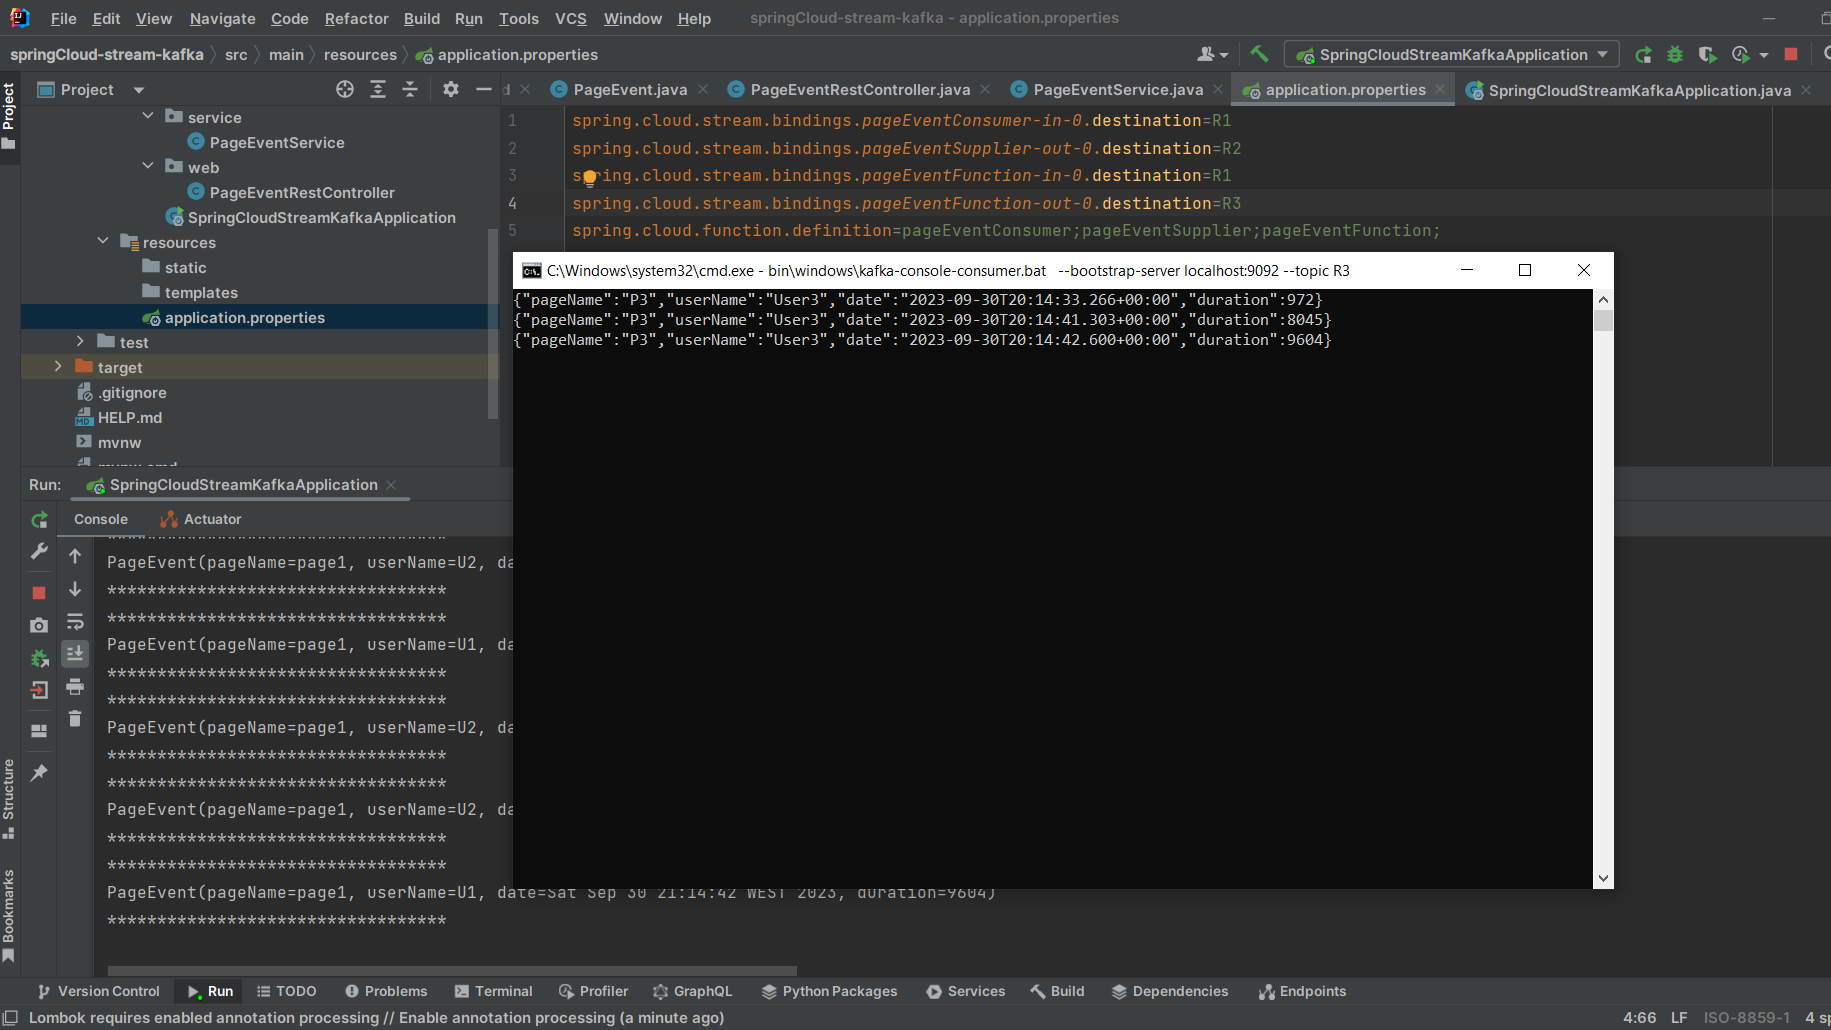 File Edit View Navigate Code Refactor Build Run Tools VCS Window Help springCloud-stream-kafka - application.properties
springCloud-stream-kafka src main resources application.properties SpringCloudStreamKafkaApplication
Project PageEvent.java PageEventRestController.java PageEventService.java application.properties SpringCloudStreamKafkaApplication.java
Project
service
PageEventService
web
PageEventRestController
SpringCloudStreamKafkaApplication
resources
static
templates
application.properties
test
target
.gitignore
HELP.md
mvnw
mvnw.cmd
1 spring.cloud.stream.bindings.pageEventConsumer-in-0.destination=R1
2 spring.cloud.stream.bindings.pageEventSupplier-out-0.destination=R2
3 spring.cloud.stream.bindings.pageEventFunction-in-0.destination=R1
4 spring.cloud.stream.bindings.pageEventFunction-out-0.destination=R3
5 spring.cloud.function.definition=pageEventConsumer;pageEventSupplier;pageEventFunction;
C:\Windows\system32\cmd.exe - bin\windows\kafka-console-consumer.bat --bootstrap-server localhost:9092 --topic R3
{"pageName":"P3","userName":"User3","date":"2023-09-30T20:14:33.266+00:00","duration":972}
{"pageName":"P3","userName":"User3","date":"2023-09-30T20:14:41.303+00:00","duration":8045}
{"pageName":"P3","userName":"User3","date":"2023-09-30T20:14:42.600+00:00","duration":9604}
Run: SpringCloudStreamKafkaApplication
Console Actuator
**********************************
PageEvent(pageName=page1, userName=U2, da
**********************************
**********************************
PageEvent(pageName=page1, userName=U1, da
**********************************
**********************************
PageEvent(pageName=page1, userName=U2, da
**********************************
**********************************
PageEvent(pageName=page1, userName=U2, da
**********************************
**********************************
PageEvent(pageName=page1, userName=U1, date=Sat Sep 30 21:14:42 WEST 2023, duration=9604)
**********************************
Structure
Bookmarks
Version Control Run TODO Problems Terminal Profiler GraphQL Python Packages Services Build Dependencies Endpoints
Lombok requires enabled annotation processing // Enable annotation processing (a minute ago) 4:66 LF ISO-8859-1 4 sp